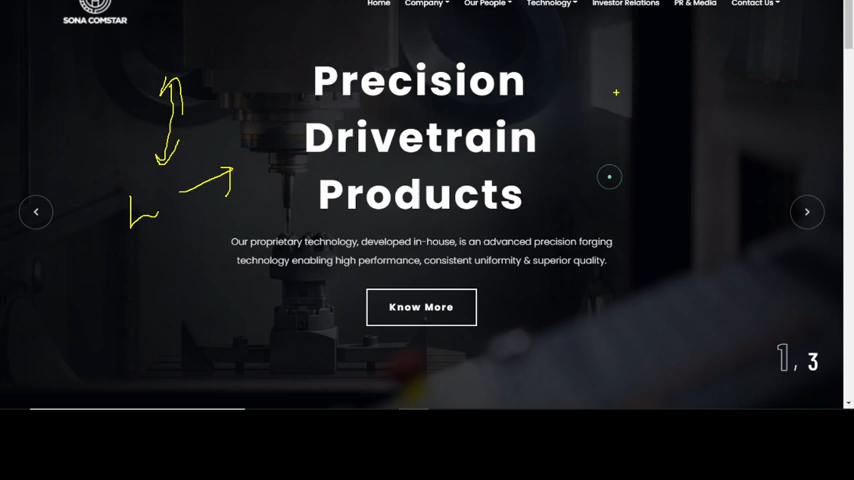 SONA COMSTAR
Home Company Our People Technology Investor Relations PR & Media Contact Us
Precision
Drivetrain
Products
Our proprietary technology, developed in-house, is an advanced precision forging
technology enabling high performance, consistent uniformity & superior quality.
Know More
1, 3